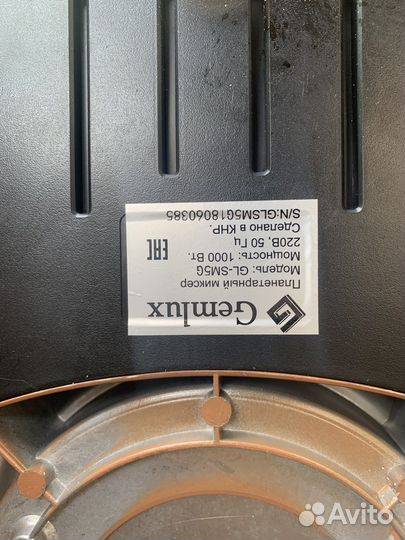 Gemlux
Планетарный миксер
Модель: GL-SM5G
Мощность: 1000 Вт.
220В, 50 Гц
Сделано в КНР.
S/N:GLSM5G18060385
EAC
Avito